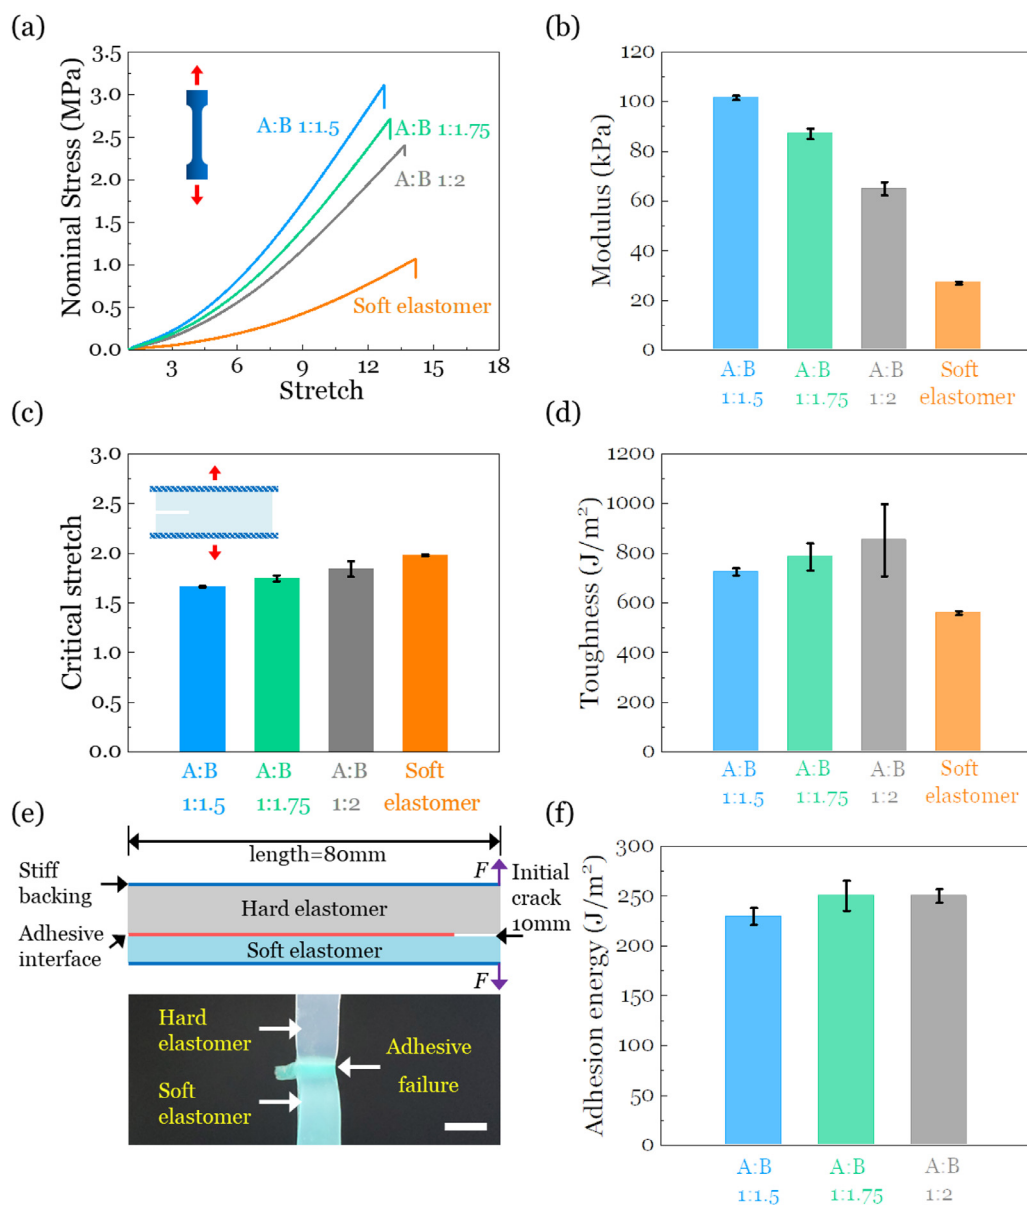 (a)
3.5
3.0
2.5
2.0
1.5
1.0
0.5
0.0
Nominal Stress (MPa)
A:B 1:1.5
A:B 1:1.75
A:B 1:2
Soft elastomer
3
6
9
12
15
18
Stretch
(b)
120
100
80
60
40
20
0
Modulus (kPa)
A:B
1:1.5
A:B
1:1.75
A:B
1:2
Soft
elastomer
(c)
3.0
2.5
2.0
1.5
1.0
0.5
0.0
Critical stretch
A:B
1:1.5
A:B
1:1.75
A:B
1:2
Soft
elastomer
(d)
1200
1000
800
600
400
200
0
Toughness (J/m²)
A:B
1:1.5
A:B
1:1.75
A:B
1:2
Soft
elastomer
(e)
length=80mm
Stiff
backing
F
Initial
crack
10mm
Hard elastomer
Adhesive
interface
Soft elastomer
F
Hard
elastomer
Adhesive
failure
Soft
elastomer
(f)
300
250
200
150
100
50
0
Adhesion energy (J/m²)
A:B
1:1.5
A:B
1:1.75
A:B
1:2